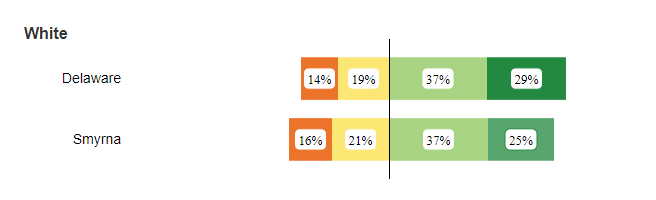 White
Delaware 14% 19% 37% 29%
Smyrna 16% 21% 37% 25%